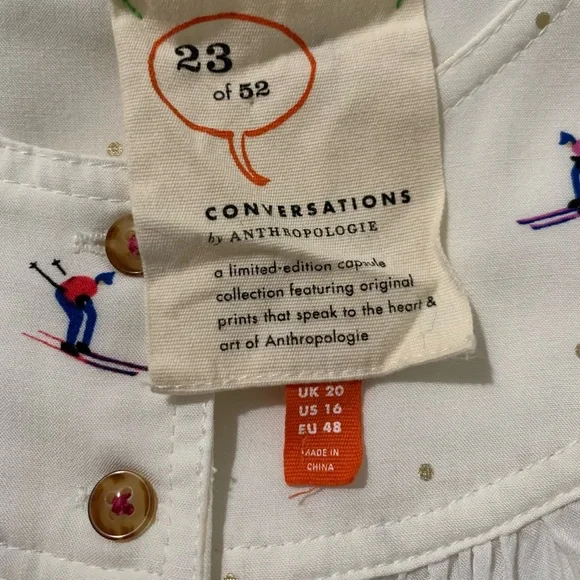 23
of 52
CONVERSATIONS
by ANTHROPOLOGIE
a limited-edition capsule
collection featuring original
prints that speak to the heart &
art of Anthropologie
UK 20
US 16
EU 48
MADE IN
CHINA